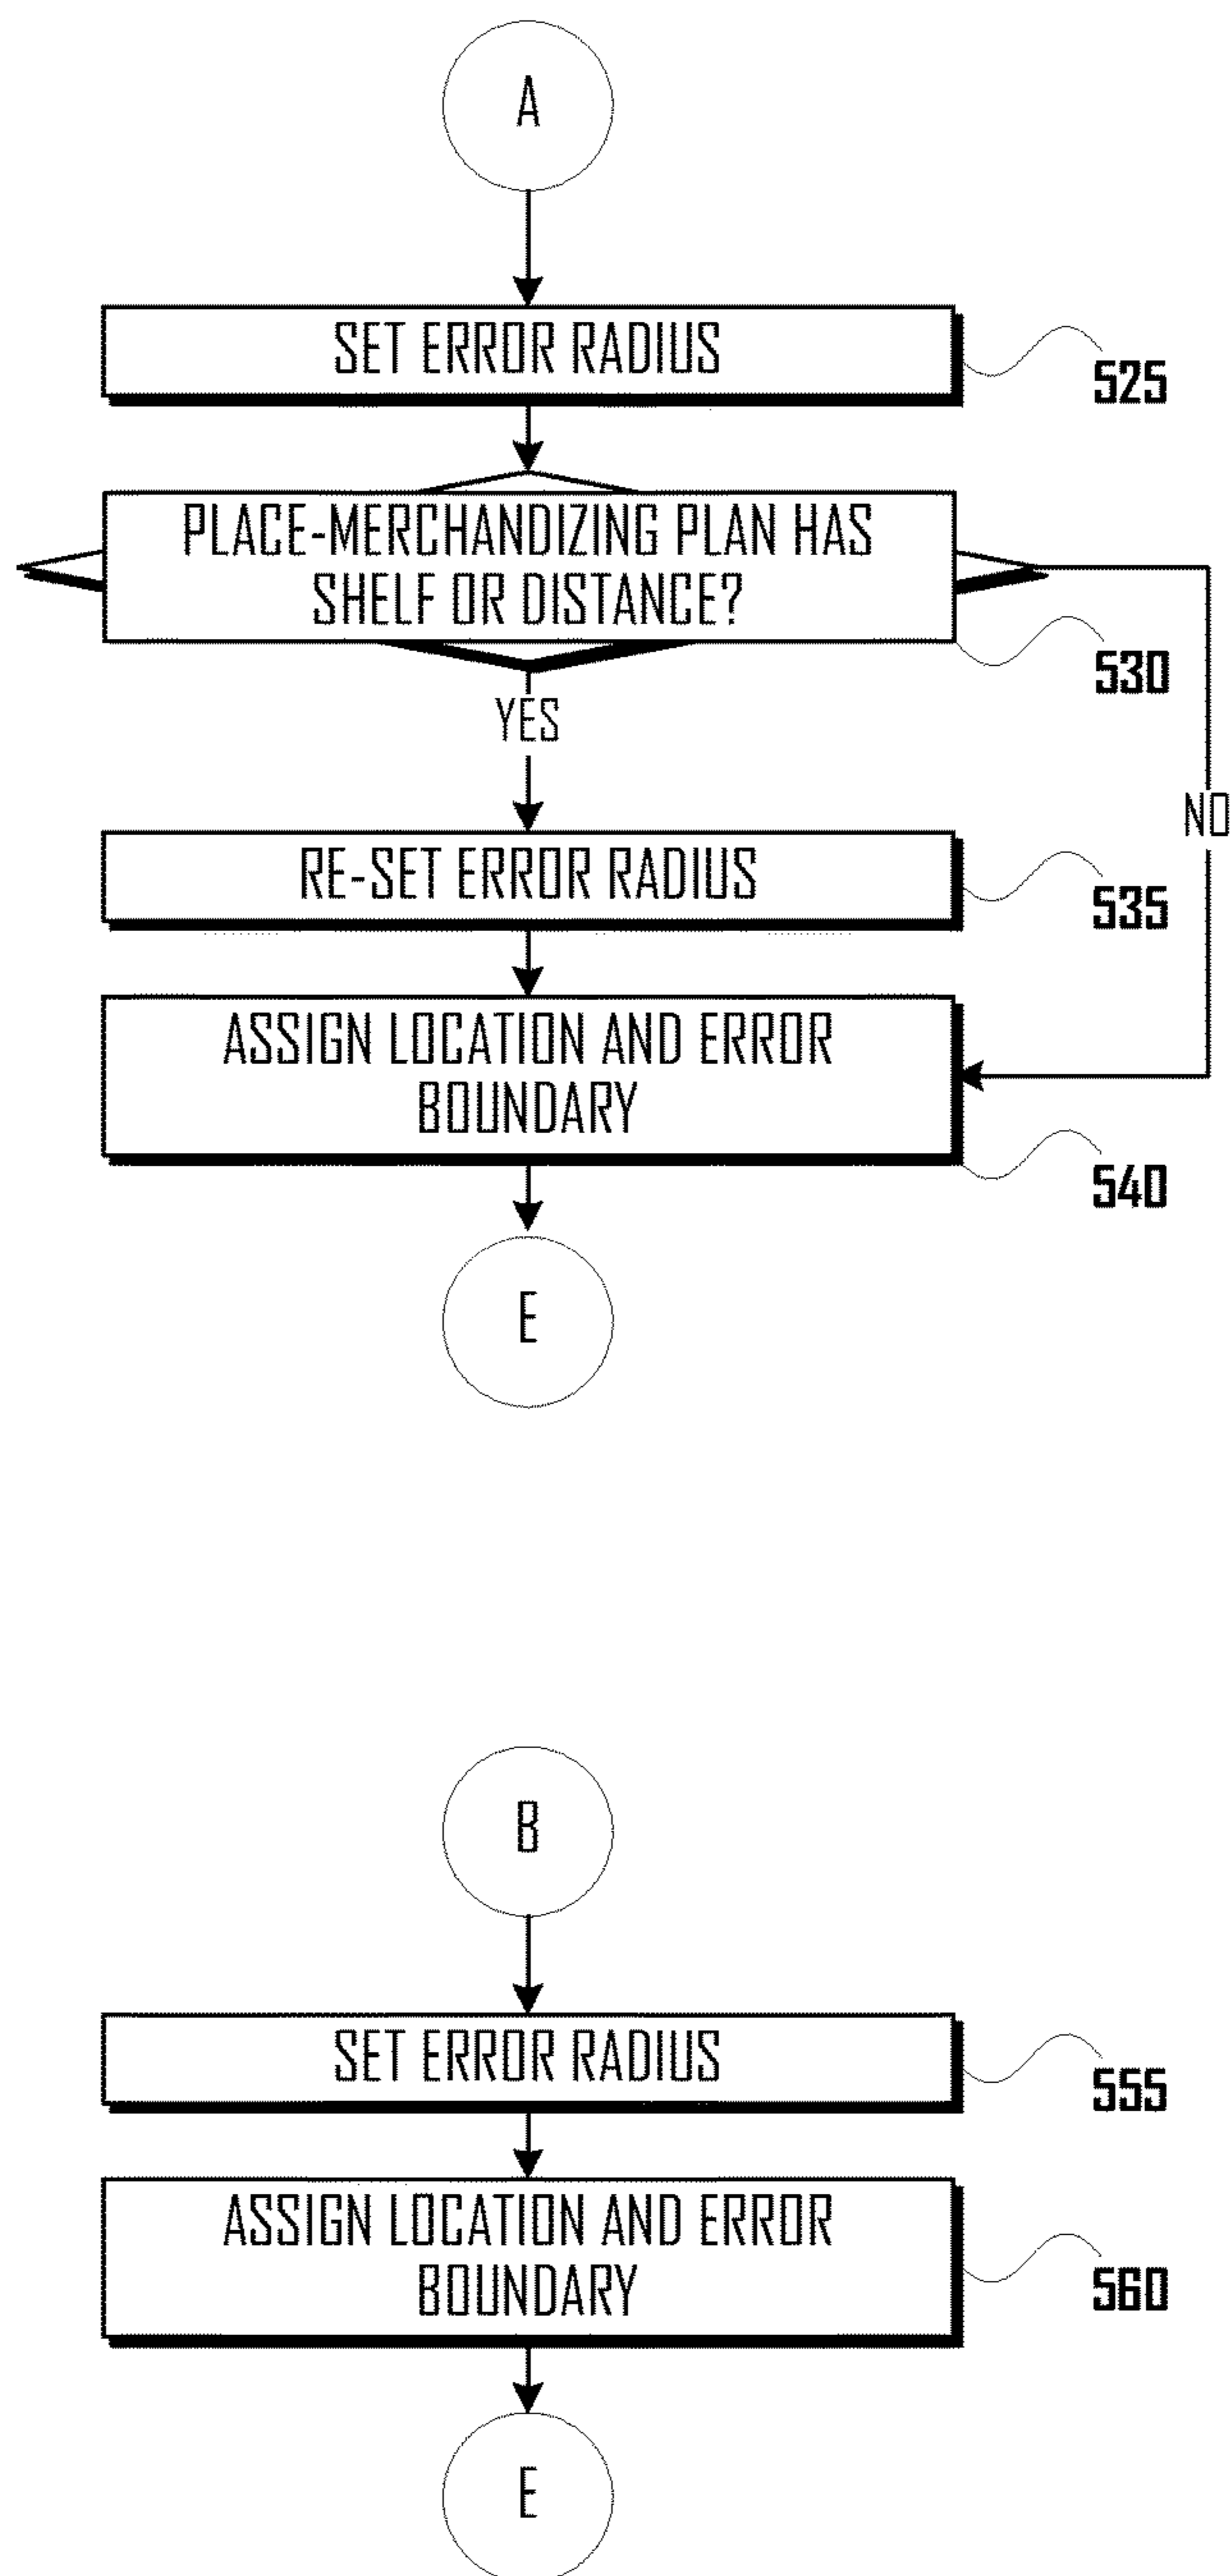 A
SET ERROR RADIUS
525
PLACE-MERCHANDIZING PLAN HAS
SHELF OR DISTANCE?
530
YES
NO
RE-SET ERROR RADIUS
535
ASSIGN LOCATION AND ERROR
BOUNDARY
540
E
B
SET ERROR RADIUS
555
ASSIGN LOCATION AND ERROR
BOUNDARY
560
E